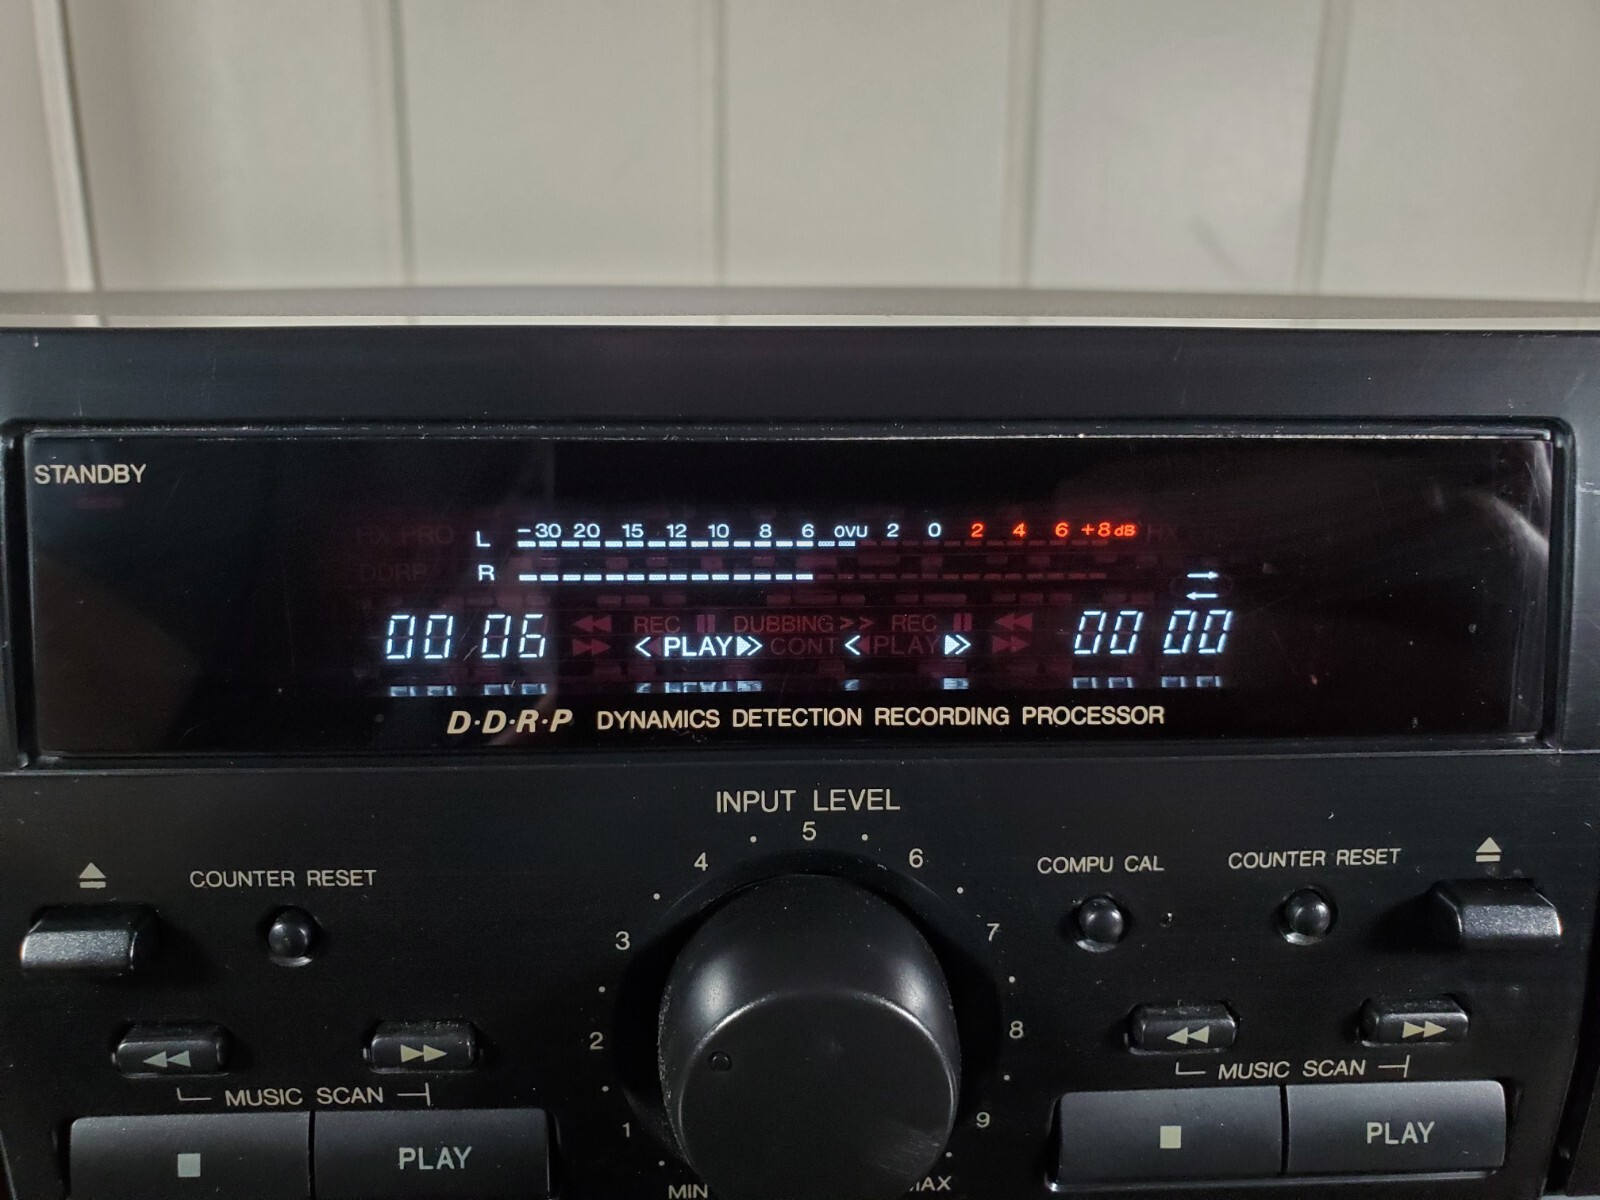 STANDBY
HX PRO
L -30 20 15 12 10 8 6 0VU 2 0 2 4 6 +8dB HX
DDRP
R
00 06 REC DUBBING >> REC 00 00
< PLAY CONT < PLAY
D·D·R·P DYNAMICS DETECTION RECORDING PROCESSOR
INPUT LEVEL
4 5 6
COUNTER RESET
COMPU CAL
COUNTER RESET
3 7
2 8
MUSIC SCAN
MUSIC SCAN
1 9
PLAY
PLAY
MIN